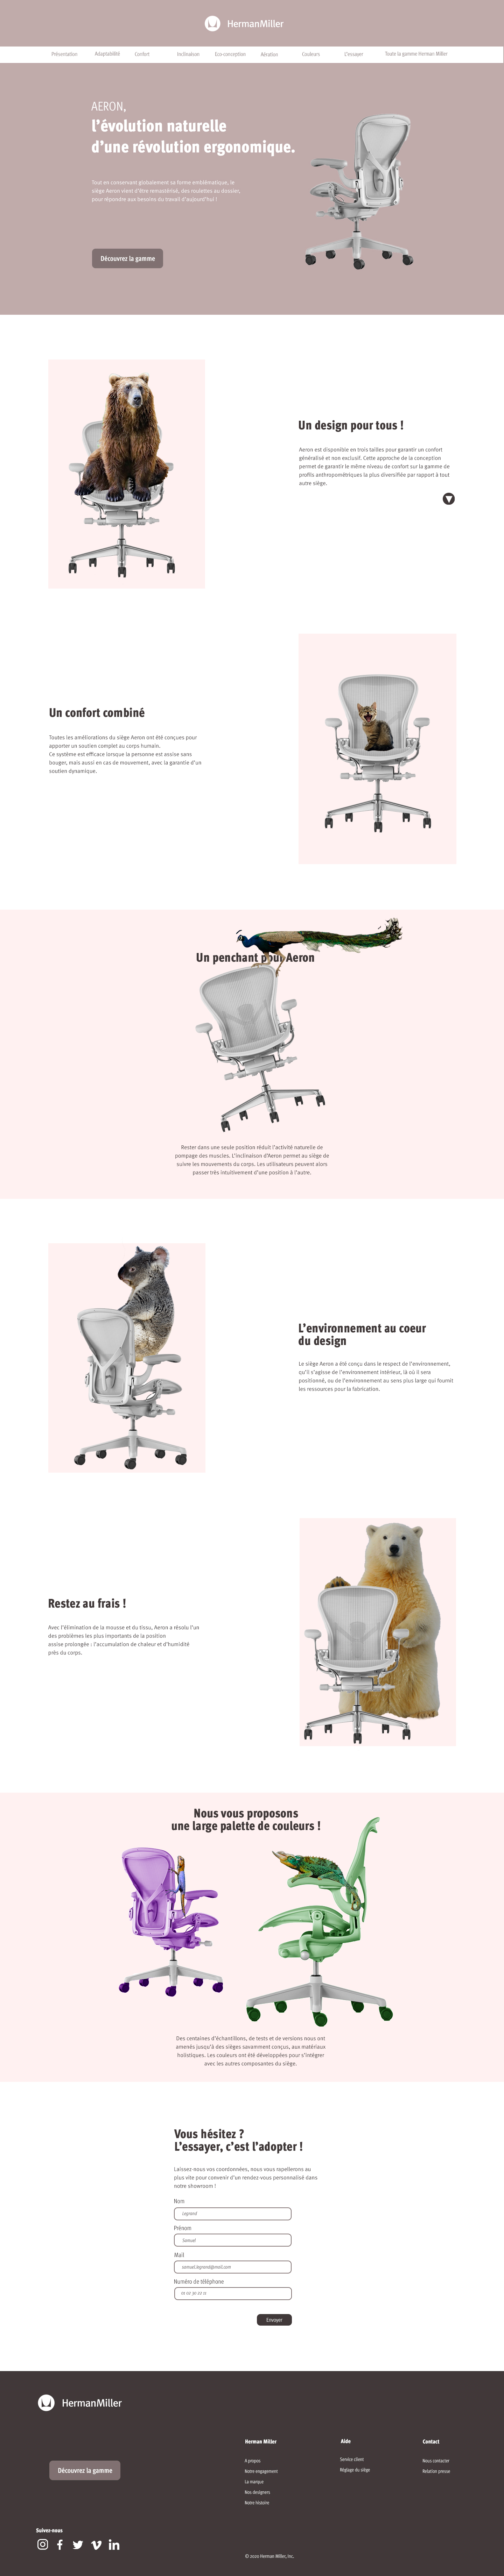 HermanMiller
Présentation
Adaptabilité
Confort
Inclinaison
Eco-conception
Aération
Couleurs
L'essayer
Toute la gamme Herman Miller
AERON,
l'évolution naturelle
d'une révolution ergonomique.
Tout en conservant globalement sa forme emblématique, le
siège Aeron vient d'être remasterisé, des roulettes au dossier,
pour répondre aux besoins du travail d'aujourd'hui !
Découvrez la gamme
Un design pour tous !
Aeron est disponible en trois tailles pour garantir un confort
généralisé et non exclusif. Cette approche de la conception
permet de garantir le même niveau de confort sur la gamme de
profils anthropométriques la plus diversifiée par rapport à tout
autre siège.
Un confort combiné
Toutes les améliorations du siège Aeron ont été conçues pour
apporter un soutien complet au corps humain.
Ce système est efficace lorsque la personne est assise sans
bouger, mais aussi en cas de mouvement, avec la garantie d'un
soutien dynamique.
Un penchant pour Aeron
Rester dans une seule position réduit l'activité naturelle de
pompage des muscles. L'inclinaison d'Aeron permet au siège de
suivre les mouvements du corps. Les utilisateurs peuvent alors
passer très intuitivement d'une position à l'autre.
L'environnement au coeur
du design
Le siège Aeron a été conçu dans le respect de l'environnement,
qu'il s'agisse de l'environnement intérieur, là où il sera
positionné, ou de l'environnement au sens plus large qui fournit
les ressources pour la fabrication.
Restez au frais !
Avec l'élimination de la mousse et du tissu, Aeron a résolu l'un
des problèmes les plus importants de la position
assise prolongée : l'accumulation de chaleur et d'humidité
près du corps.
Nous vous proposons
une large palette de couleurs !
Des centaines d'échantillons, de tests et de versions nous ont
amenés jusqu'à des sièges savamment conçus, aux matériaux
holistiques. Les couleurs ont été développées pour s'intégrer
avec les autres composantes du siège.
Vous hésitez ?
L'essayer, c'est l'adopter !
Laissez-nous vos coordonnées, nous vous rapellerons au
plus vite pour convenir d'un rendez-vous personnalisé dans
notre showroom !
Nom
Legrand
Prénom
Samuel
Mail
samuel.legrand@mail.com
Numéro de téléphone
Envoyer
HermanMiller
Découvrez la gamme
Herman Miller
A propos
Notre engagement
La marque
Nos designers
Notre histoire
Aide
Service client
Réglage du siège
Contact
Nous contacter
Relation presse
Suivez-nous
© 2020 Herman Miller, Inc.